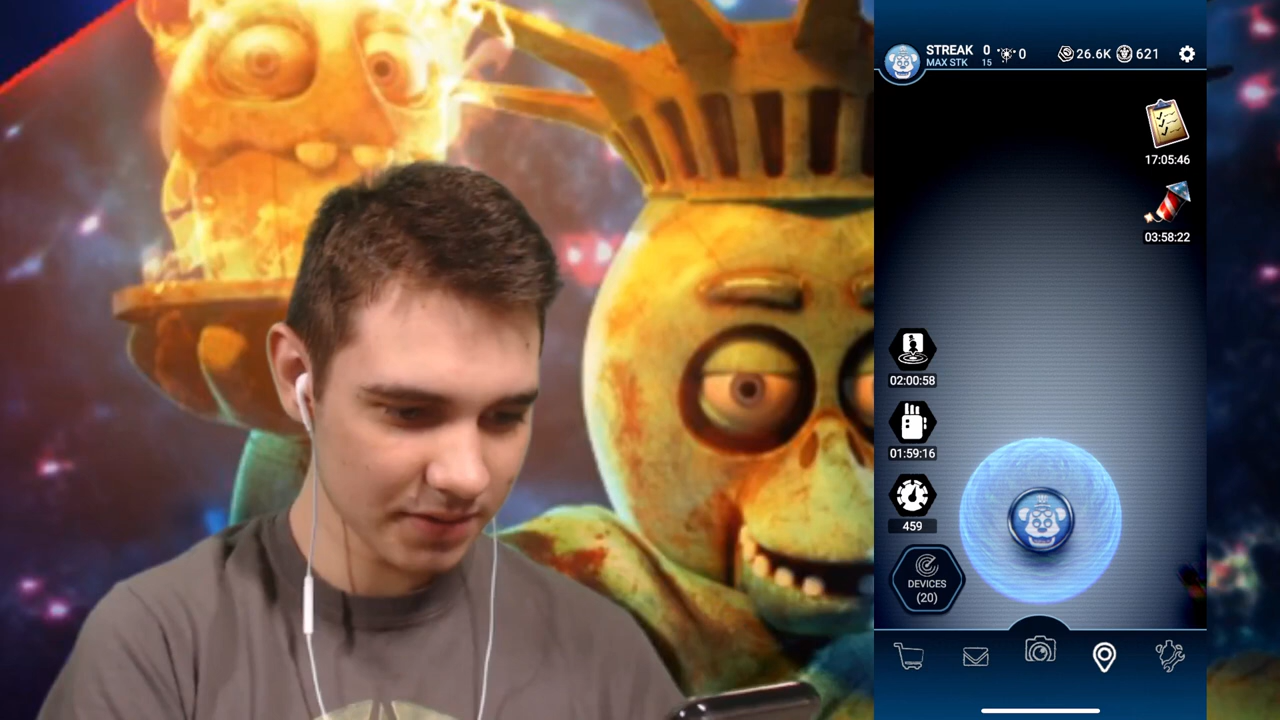 STREAK 0 0 26.6K 621
MAX STK 15
17:05:46
03:58:22
02:00:58
01:59:16
459
DEVICES
(20)